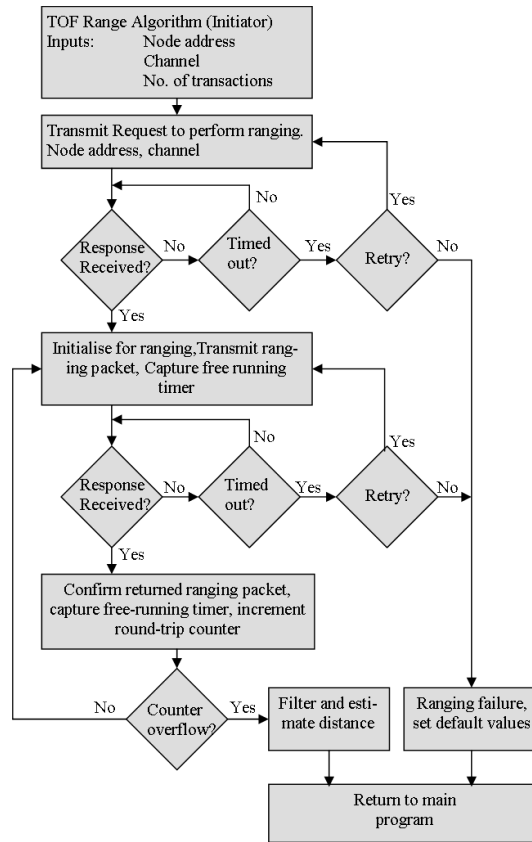 TOF Range Algorithm (Initiator)
Inputs: Node address
Channel
No. of transactions
Transmit Request to perform ranging.
Node address, channel
No
Yes
Response
Received?
No
Timed
out?
Yes
Retry?
No
Yes
Initialise for ranging,Transmit rang-
ing packet, Capture free running
timer
No
Yes
Response
Received?
No
Timed
out?
Yes
Retry?
No
Yes
Confirm returned ranging packet,
capture free-running timer, increment
round-trip counter
No
Counter
overflow?
Yes
Filter and esti-
mate distance
Ranging failure,
set default values
Return to main
program